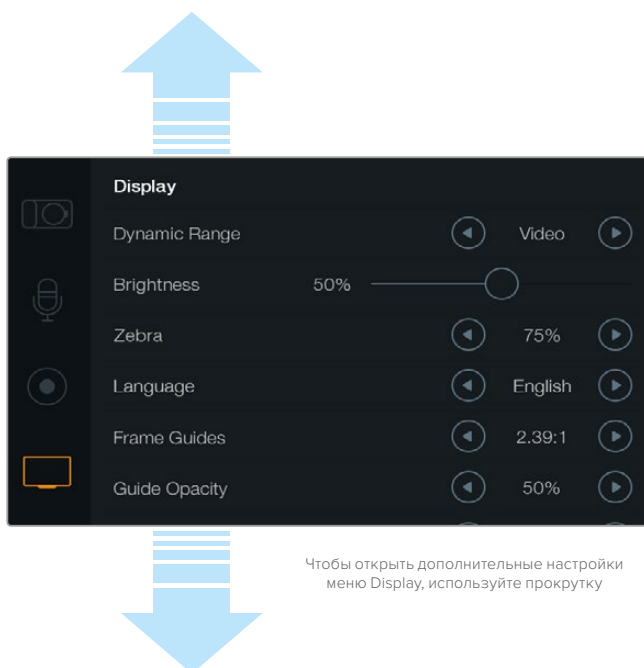 Display
Dynamic Range Video
Brightness 50%
Zebra 75%
Language English
Frame Guides 2.39:1
Guide Opacity 50%
Чтобы открыть дополнительные настройки
меню Display, используйте прокрутку